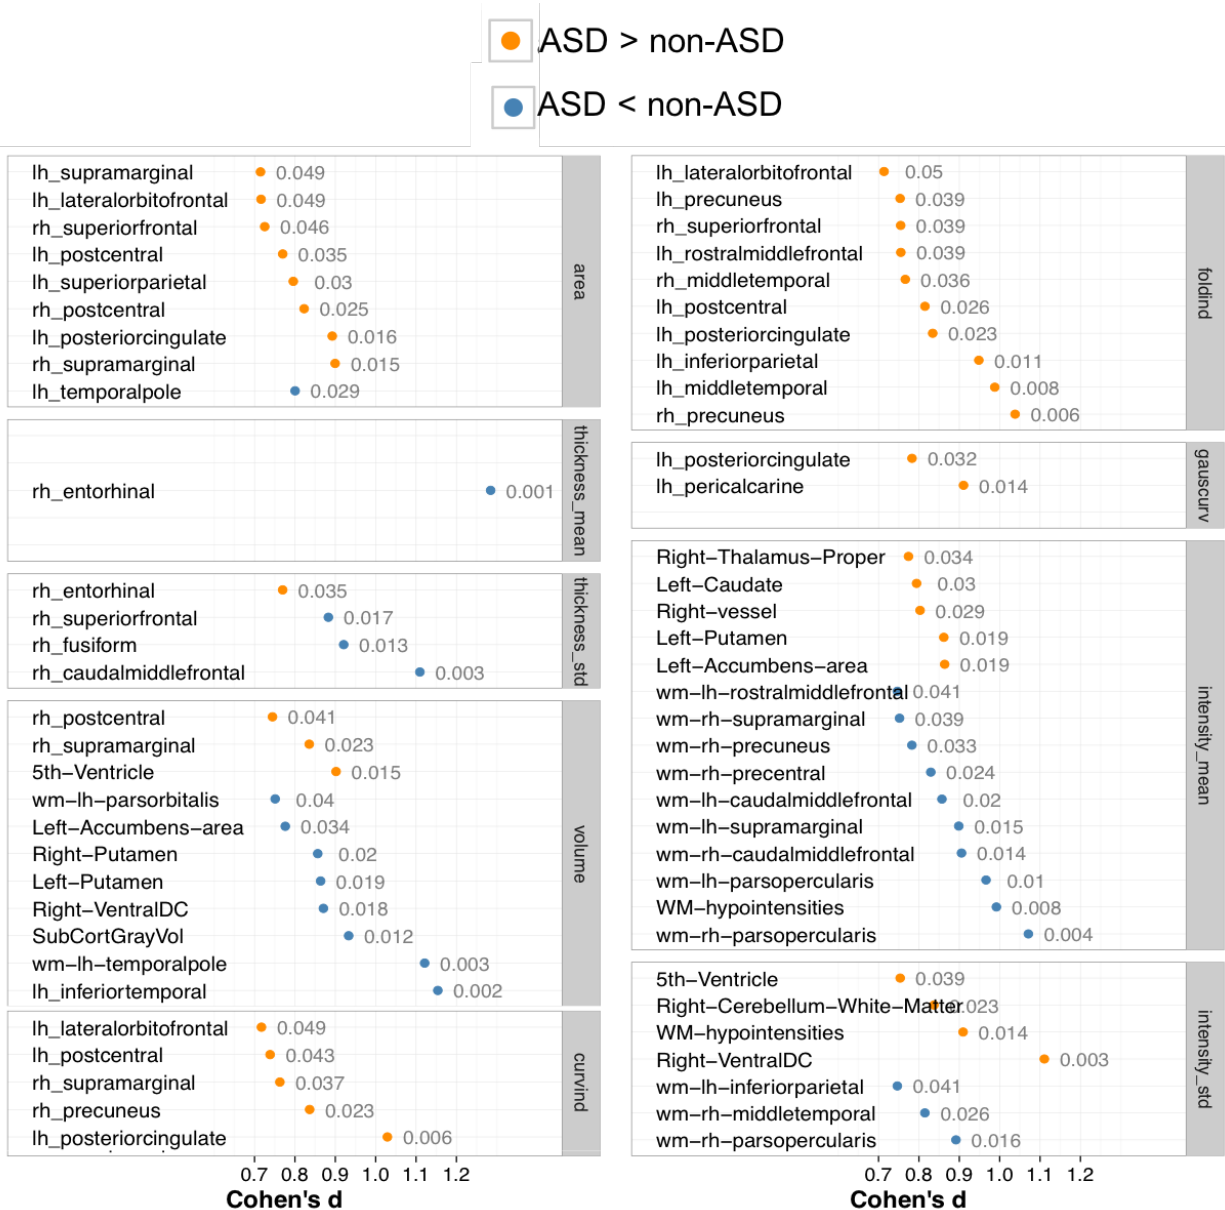 ASD > non-ASD
ASD < non-ASD
lh_supramarginal 0.049
lh_lateralorbitofrontal 0.049
rh_superiorfrontal 0.046
lh_postcentral 0.035
lh_superiorparietal 0.03
rh_postcentral 0.025
lh_posteriorcingulate 0.016
rh_supramarginal 0.015
lh_temporalpole 0.029
area
rh_entorhinal 0.001
thickness_mean
rh_entorhinal 0.035
rh_superiorfrontal 0.017
rh_fusiform 0.013
rh_caudalmiddlefrontal 0.003
thickness_std
rh_postcentral 0.041
rh_supramarginal 0.023
5th−Ventricle 0.015
wm−lh−parsorbitalis 0.04
Left−Accumbens−area 0.034
Right−Putamen 0.02
Left−Putamen 0.019
Right−VentralDC 0.018
SubCortGrayVol 0.012
wm−lh−temporalpole 0.003
lh_inferiortemporal 0.002
volume
lh_lateralorbitofrontal 0.049
lh_postcentral 0.043
rh_supramarginal 0.037
rh_precuneus 0.023
lh_posteriorcingulate 0.006
curvind
0.7 0.8 0.9 1.0 1.1 1.2
Cohen's d
lh_lateralorbitofrontal 0.05
lh_precuneus 0.039
rh_superiorfrontal 0.039
lh_rostralmiddlefrontal 0.039
rh_middletemporal 0.036
lh_postcentral 0.026
lh_posteriorcingulate 0.023
lh_inferiorparietal 0.011
lh_middletemporal 0.008
rh_precuneus 0.006
foldind
lh_posteriorcingulate 0.032
lh_pericalcarine 0.014
gauscurv
Right−Thalamus−Proper 0.034
Left−Caudate 0.03
Right−vessel 0.029
Left−Putamen 0.019
Left−Accumbens−area 0.019
wm−lh−rostralmiddlefrontal 0.041
wm−rh−supramarginal 0.039
wm−rh−precuneus 0.033
wm−rh−precentral 0.024
wm−lh−caudalmiddlefrontal 0.02
wm−lh−supramarginal 0.015
wm−rh−caudalmiddlefrontal 0.014
wm−lh−parsopercularis 0.01
WM−hypointensities 0.008
wm−rh−parsopercularis 0.004
intensity_mean
5th−Ventricle 0.039
Right−Cerebellum−White−Matter 0.023
WM−hypointensities 0.014
Right−VentralDC 0.003
wm−lh−inferiorparietal 0.041
wm−rh−middletemporal 0.026
wm−rh−parsopercularis 0.016
intensity_std
0.7 0.8 0.9 1.0 1.1 1.2
Cohen's d